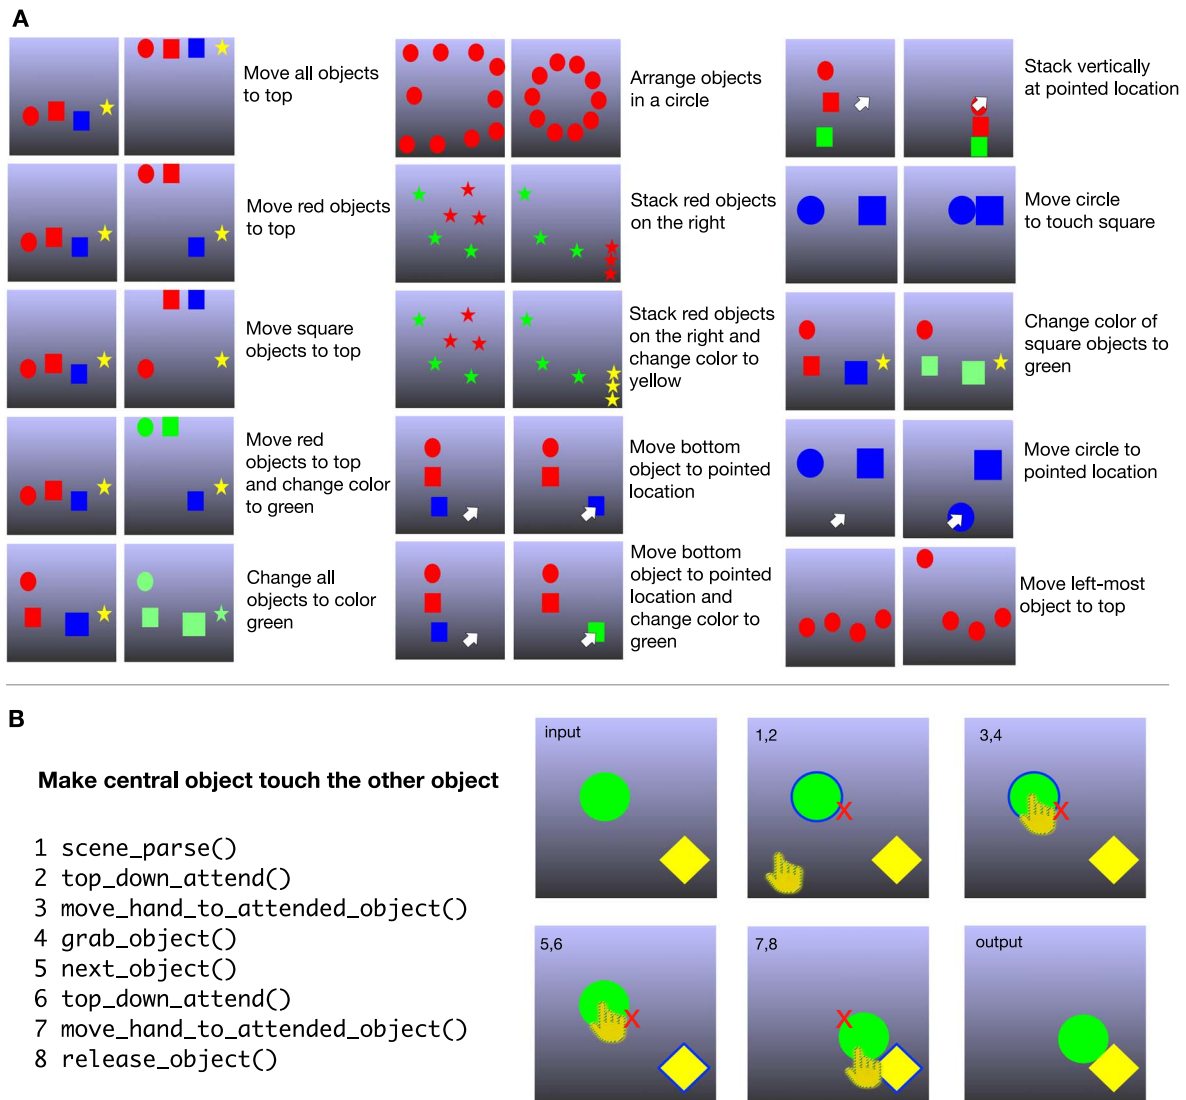 A
Move all objects
to top
Move red objects
to top
Move square
objects to top
Move red
objects to top
and change color
to green
Change all
objects to color
green
Arrange objects
in a circle
Stack red objects
on the right
Stack red objects
on the right and
change color to
yellow
Move bottom
object to pointed
location
Move bottom
object to pointed
location and
change color to
green
Stack vertically
at pointed location
Move circle
to touch square
Change color of
square objects to
green
Move circle to
pointed location
Move left-most
object to top
B
Make central object touch the other object
1 scene_parse()
2 top_down_attend()
3 move_hand_to_attended_object()
4 grab_object()
5 next_object()
6 top_down_attend()
7 move_hand_to_attended_object()
8 release_object()
input
1,2
X
3,4
X
5,6
X
7,8
X
output